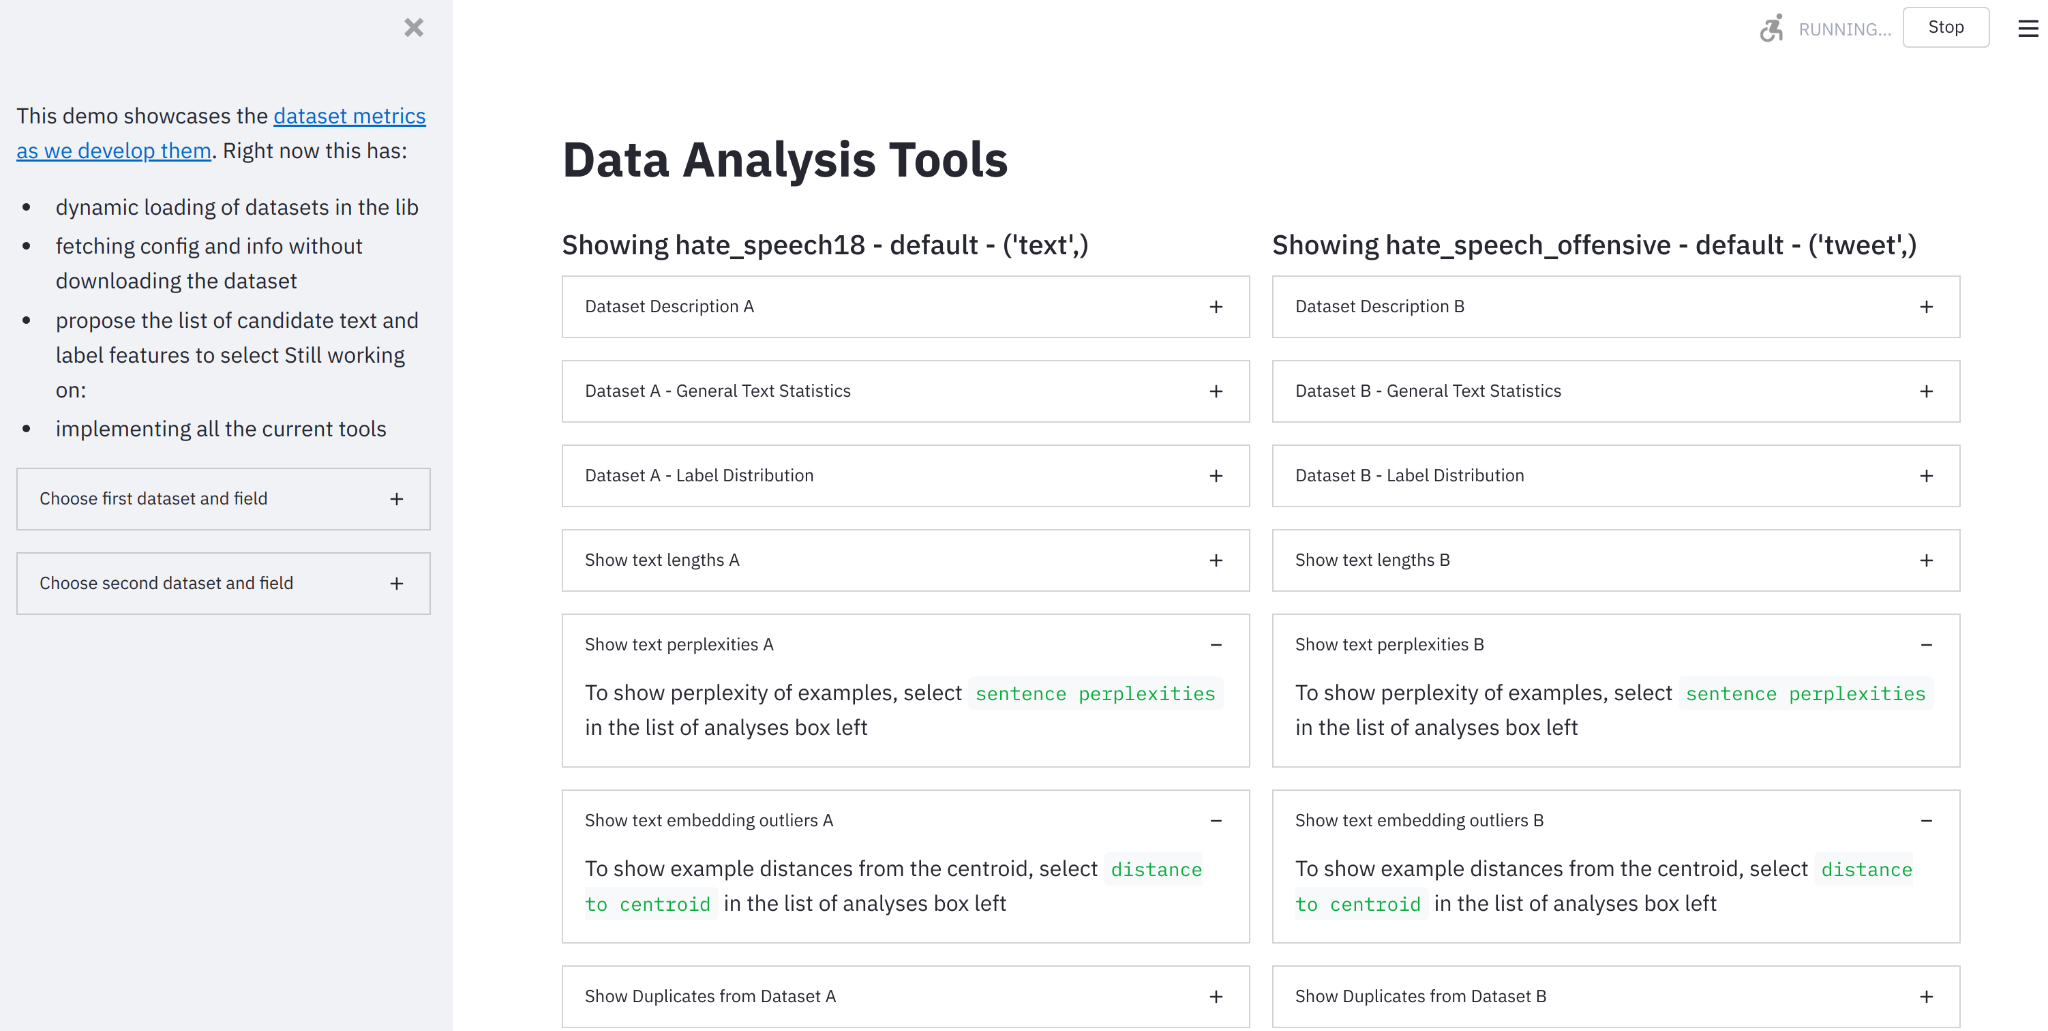 This demo showcases the dataset metrics
as we develop them. Right now this has:
• dynamic loading of datasets in the lib
• fetching config and info without
downloading the dataset
• propose the list of candidate text and
label features to select Still working
on:
• implementing all the current tools
Choose first dataset and field
Choose second dataset and field
RUNNING...
Stop
Data Analysis Tools
Showing hate_speech18 - default - ('text',)
Dataset Description A
Dataset A - General Text Statistics
Dataset A - Label Distribution
Show text lengths A
Show text perplexities A
To show perplexity of examples, select sentence perplexities
in the list of analyses box left
Show text embedding outliers A
To show example distances from the centroid, select distance
to centroid in the list of analyses box left
Show Duplicates from Dataset A
Showing hate_speech_offensive - default - ('tweet',)
Dataset Description B
Dataset B - General Text Statistics
Dataset B - Label Distribution
Show text lengths B
Show text perplexities B
To show perplexity of examples, select sentence perplexities
in the list of analyses box left
Show text embedding outliers B
To show example distances from the centroid, select distance
to centroid in the list of analyses box left
Show Duplicates from Dataset B